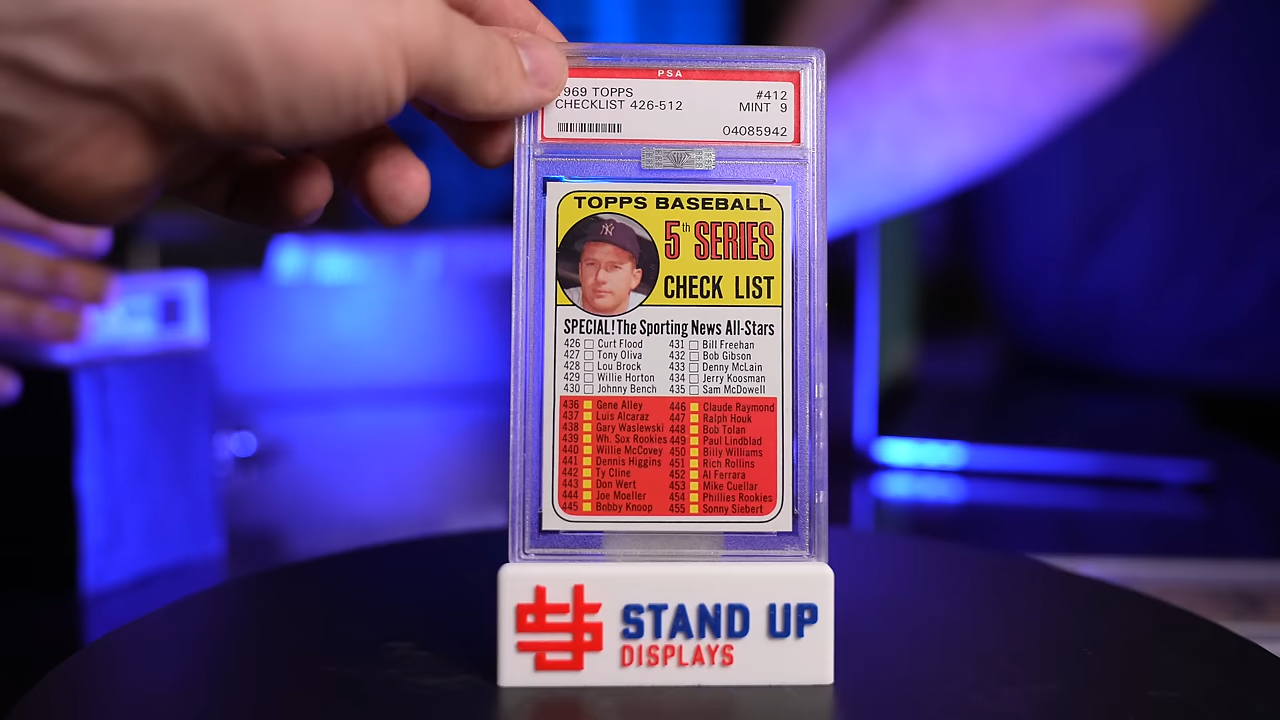 PSA
1969 TOPPS #412
CHECKLIST 426-512 MINT 9
04085942
TOPPS BASEBALL
5th SERIES
CHECK LIST
NY
SPECIAL! The Sporting News All-Stars
426 Curt Flood
427 Tony Oliva
428 Lou Brock
429 Willie Horton
430 Johnny Bench
431 Bill Freehan
432 Bob Gibson
433 Denny McLain
434 Jerry Koosman
435 Sam McDowell
436 Gene Alley
437 Luis Alcaraz
438 Gary Waslewski
439 Wh. Sox Rookies
440 Willie McCovey
441 Dennis Higgins
442 Ty Cline
443 Don Wert
444 Joe Moeller
445 Bobby Knoop
446 Claude Raymond
447 Ralph Houk
448 Bob Tolan
449 Paul Lindblad
450 Billy Williams
451 Rich Rollins
452 Al Ferrara
453 Mike Cuellar
454 Phillies Rookies
455 Sonny Siebert
STAND UP
DISPLAYS